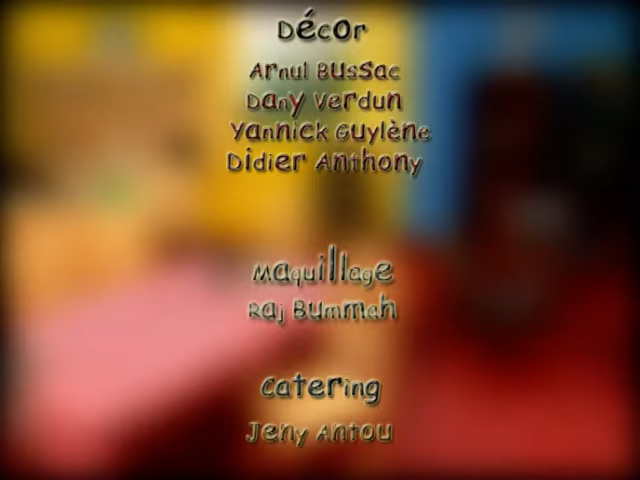 Décor
Arnul Bussac
Dany Verdun
Yannick Guylène
Didier Anthony
Maquillage
Raj Bummah
Catering
Jeny Antou